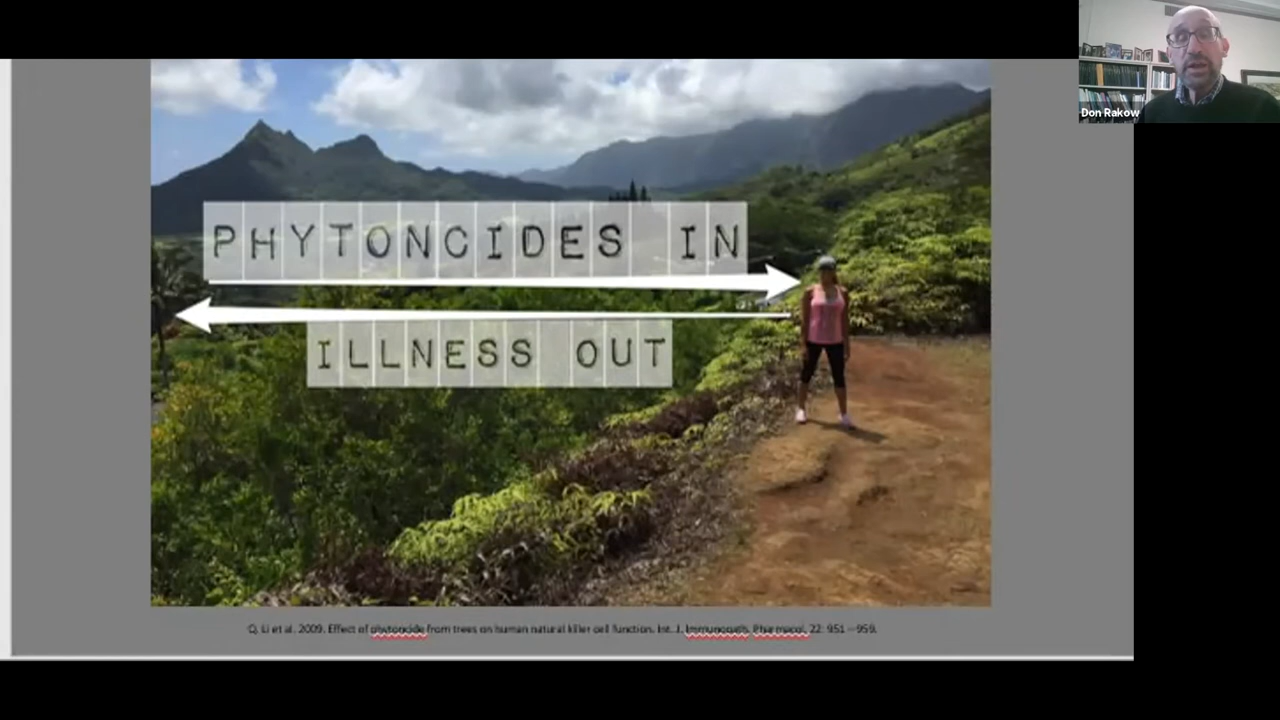 Don Rakow
PHYTONCIDES IN
ILLNESS OUT
Q. Li et al. 2009. Effect of phytoncide from trees on human natural killer cell function. Int. J. Immunopath. Pharmacol. 22: 951—959.